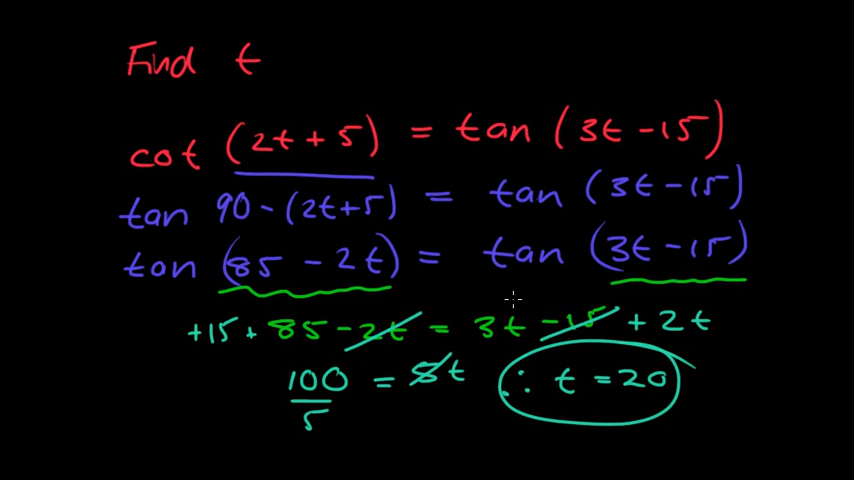 Find t
cot (2t + 5) = tan (3t - 15)
tan 90 - (2t+5) = tan (3t - 15)
tan (85 - 2t) = tan (3t - 15)
+15 + 85 - 2t = 3t - 15 + 2t
100/5 = 5t ∴ t = 20